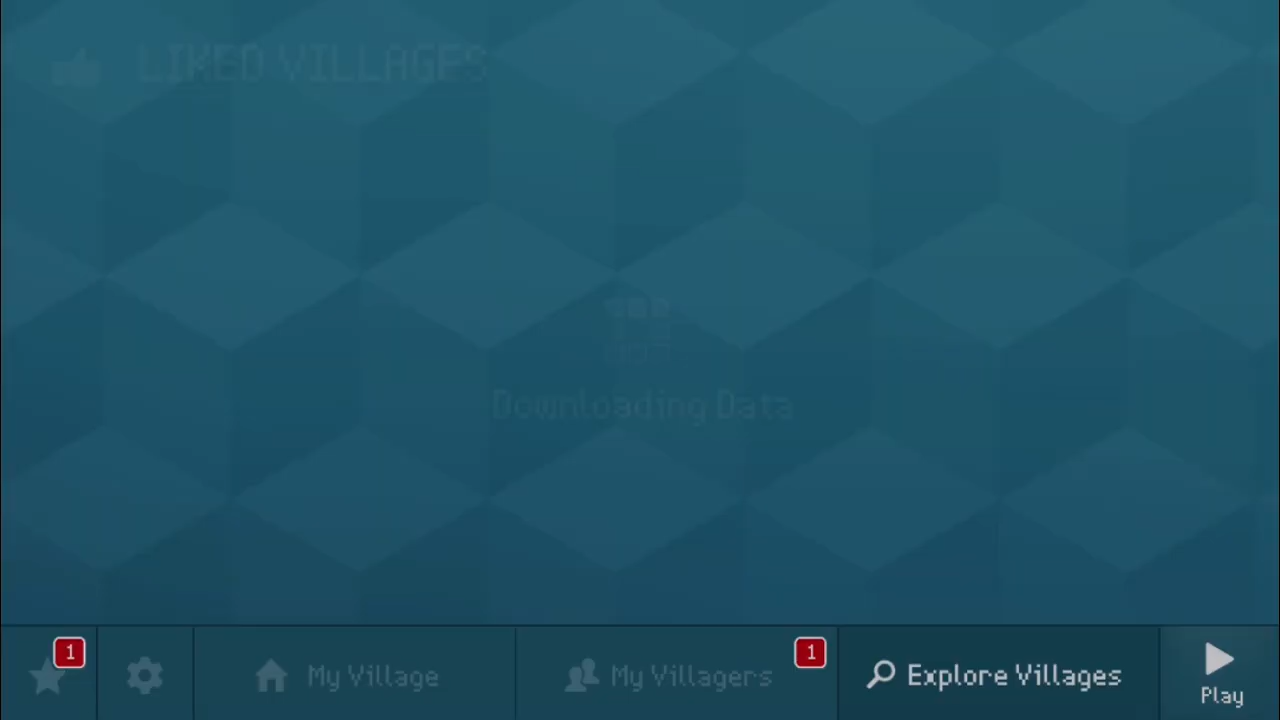 LIKED VILLAGES
Downloading Data
1
My Village
My Villagers
1
Explore Villages
Play